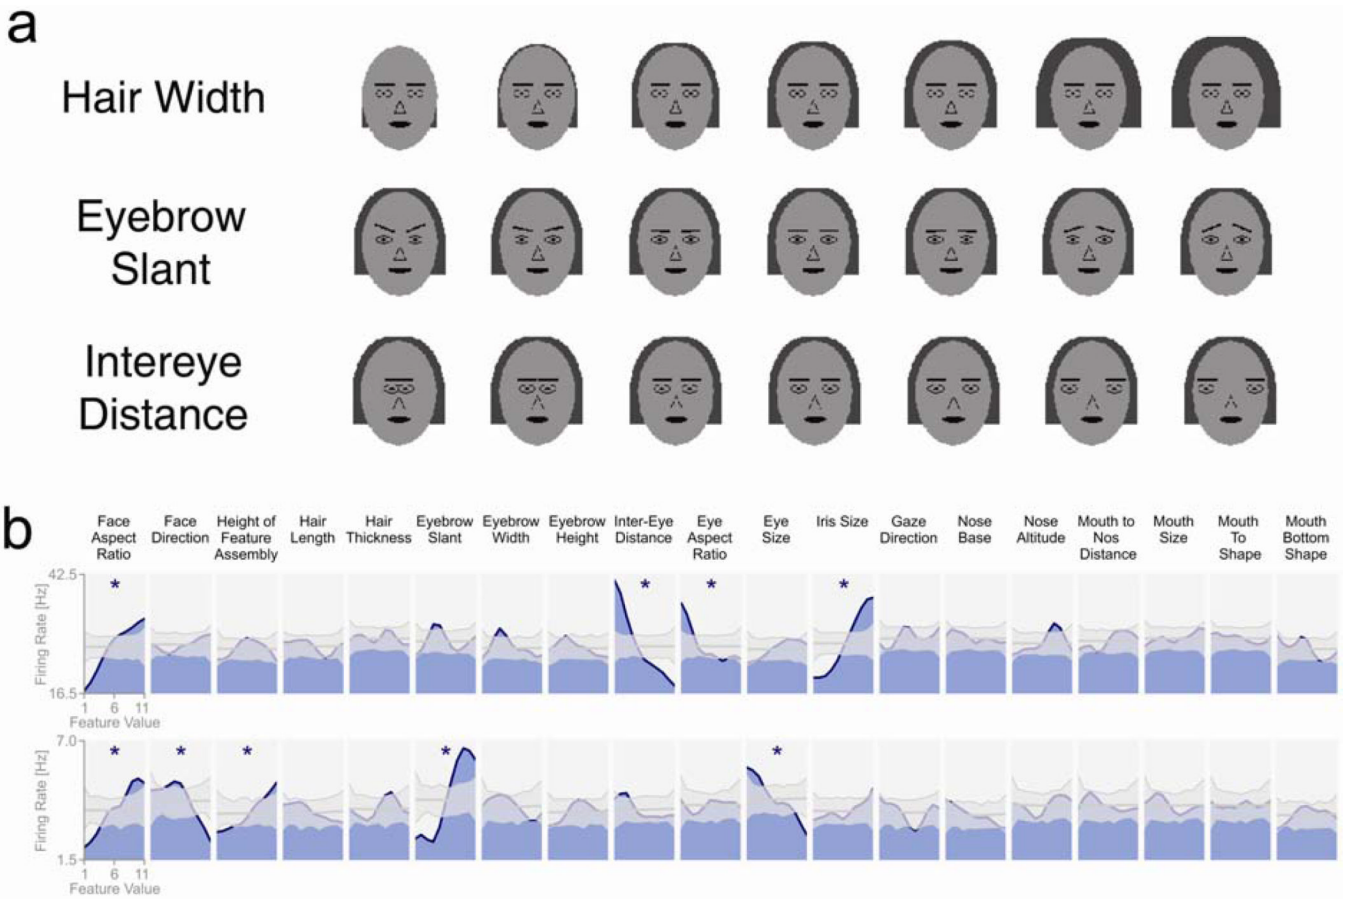 a
Hair Width
Eyebrow
Slant
Intereye
Distance
b
Face
Aspect
Ratio
Face
Direction
Height of
Feature
Assembly
Hair
Length
Hair
Thickness
Eyebrow
Slant
Eyebrow
Width
Eyebrow
Height
Inter-Eye
Distance
Eye
Aspect
Ratio
Eye
Size
Iris Size
Gaze
Direction
Nose
Base
Nose
Altitude
Mouth to
Nos
Distance
Mouth
Size
Mouth
To
Shape
Mouth
Bottom
Shape
42.5
Firing Rate [Hz]
16.5
* * * *
1 6 11
Feature Value
7.0
Firing Rate [Hz]
1.5
* * * * *
1 6 11
Feature Value